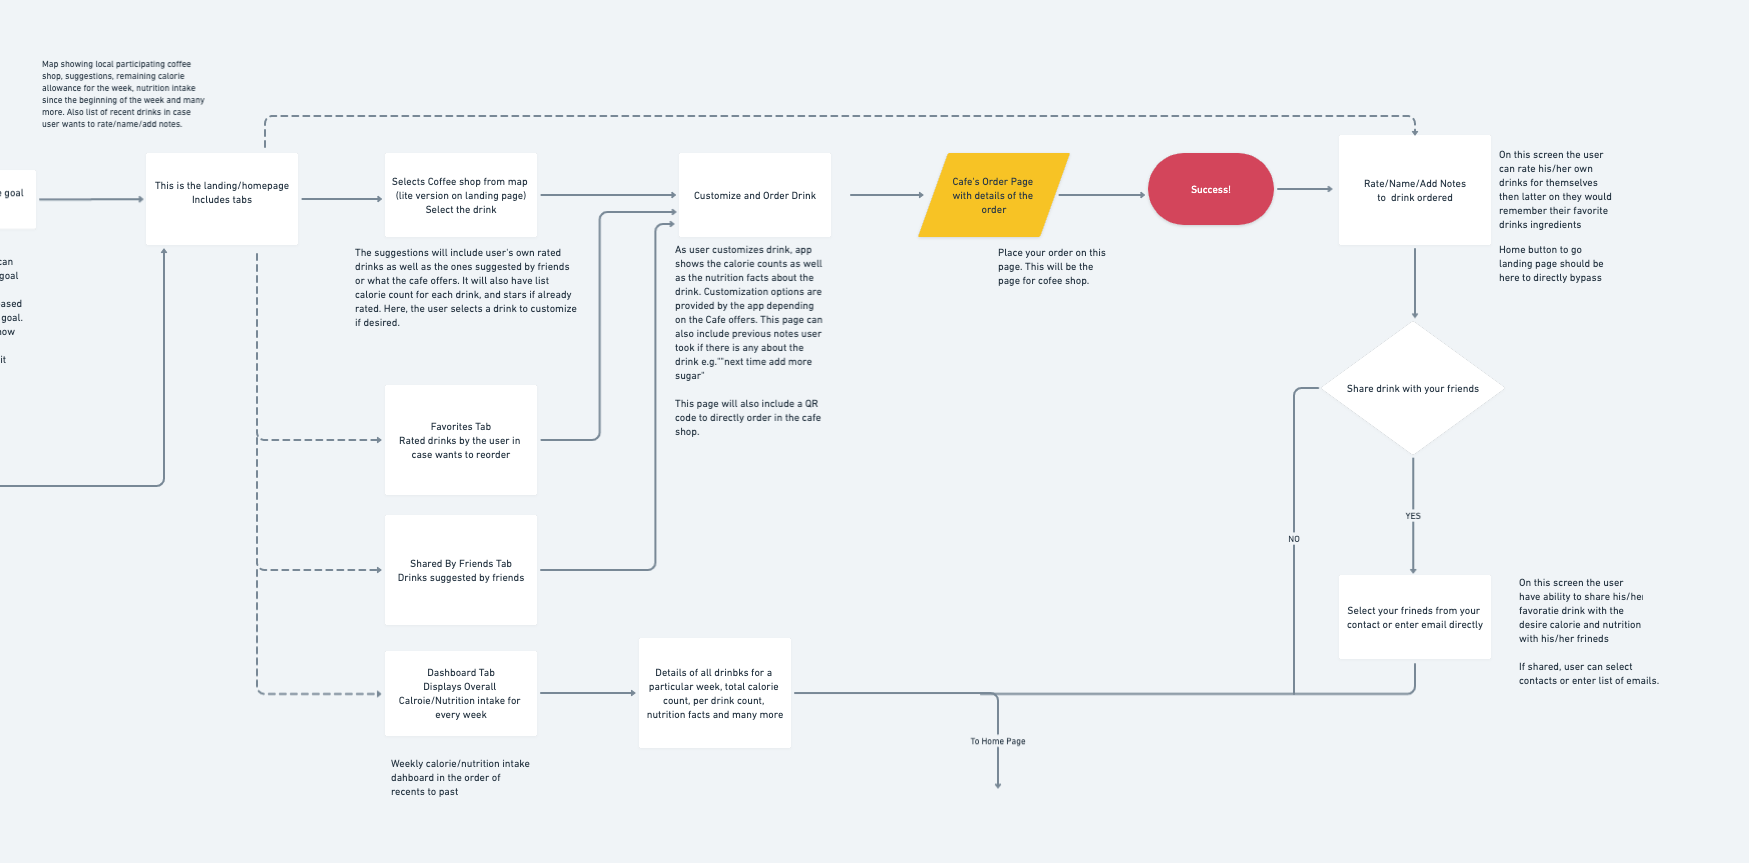 Map showing local participating coffee
shop, suggestions, remaining calorie
allowance for the week, nutrition intake
since the beginning of the week and many
more. Also list of recent drinks in case
user wants to rate/name/add notes.
goal
can
goal
ased
goal.
it
This is the landing/homepage
Includes tabs
Selects Coffee shop from map
(lite version on landing page)
Select the drink
The suggestions will include user's own rated
drinks as well as the ones suggested by friends
or what the cafe offers. It will also have list
calorie count for each drink, and stars if already
rated. Here, the user selects a drink to customize
if desired.
Customize and Order Drink
As user customizes drink, app
shows the calorie counts as well
as the nutrition facts about the
drink. Customization options are
provided by the app depending
on the Cafe offers. This page can
also include previous notes user
took if there is any about the
drink e.g.""next time add more
sugar"
This page will also include a QR
code to directly order in the cafe
shop.
Cafe's Order Page
with details of the
order
Place your order on this
page. This will be the
page for cofee shop.
Success!
Rate/Name/Add Notes
to drink ordered
On this screen the user
can rate his/her own
drinks for themselves
then latter on they would
remember their favorite
drinks ingredients
Home button to go
landing page should be
here to directly bypass
Share drink with your friends
YES
NO
Select your frineds from your
contact or enter email directly
On this screen the user
have ability to share his/her
favoratie drink with the
desire calorie and nutrition
with his/her frineds
If shared, user can select
contacts or enter list of emails.
Favorites Tab
Rated drinks by the user in
case wants to reorder
Shared By Friends Tab
Drinks suggested by friends
Dashboard Tab
Displays Overall
Calroie/Nutrition intake for
every week
Weekly calorie/nutrition intake
dahboard in the order of
recents to past
Details of all drinbks for a
particular week, total calorie
count, per drink count,
nutrition facts and many more
To Home Page